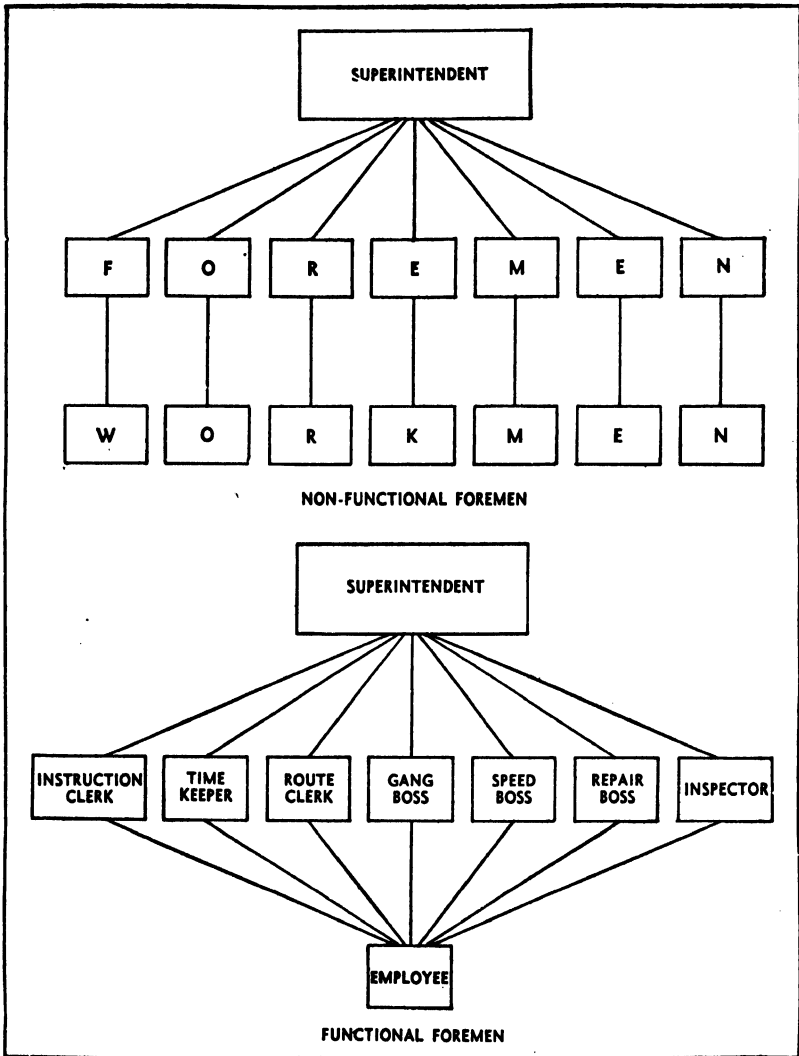 SUPERINTENDENT
F O R E M E N
W O R K M E N
NON-FUNCTIONAL FOREMEN
SUPERINTENDENT
INSTRUCTION CLERK
TIME KEEPER
ROUTE CLERK
GANG BOSS
SPEED BOSS
REPAIR BOSS
INSPECTOR
EMPLOYEE
FUNCTIONAL FOREMEN